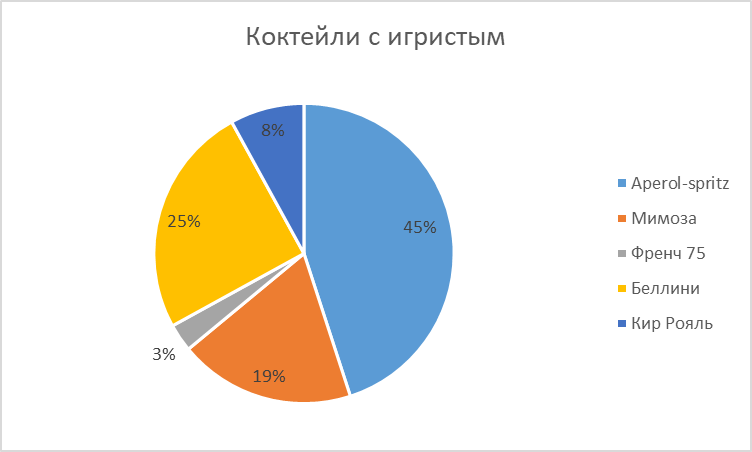 Коктейли с игристым
8%
45%
25%
3%
19%
Aperol-spritz
Мимоза
Френч 75
Беллини
Кир Рояль